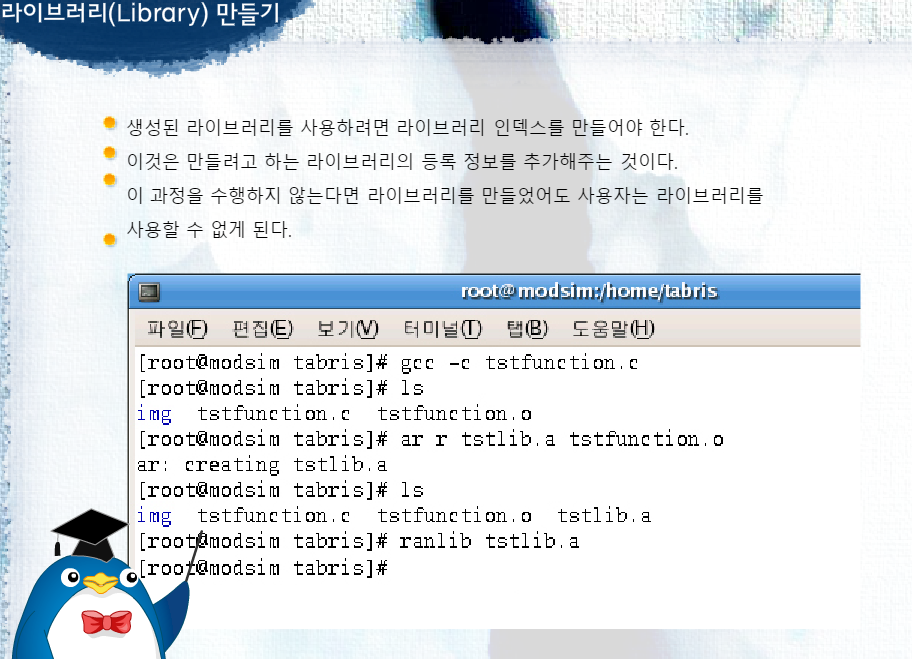 라이브러리(Library) 만들기
생성된 라이브러리를 사용하려면 라이브러리 인덱스를 만들어야 한다.
이것은 만들려고 하는 라이브러리의 등록 정보를 추가해주는 것이다.
이 과정을 수행하지 않는다면 라이브러리를 만들었어도 사용자는 라이브러리를
사용할 수 없게 된다.
root@modsim:/home/tabris
파일(F) 편집(E) 보기(V) 터미널(T) 탭(B) 도움말(H)
[root@modsim tabris]# gcc -c tstfunction.c
[root@modsim tabris]# ls
img tstfunction.c tstfunction.o
[root@modsim tabris]# ar r tstlib.a tstfunction.o
ar: creating tstlib.a
[root@modsim tabris]# ls
img tstfunction.c tstfunction.o tstlib.a
[root@modsim tabris]# ranlib tstlib.a
[root@modsim tabris]#